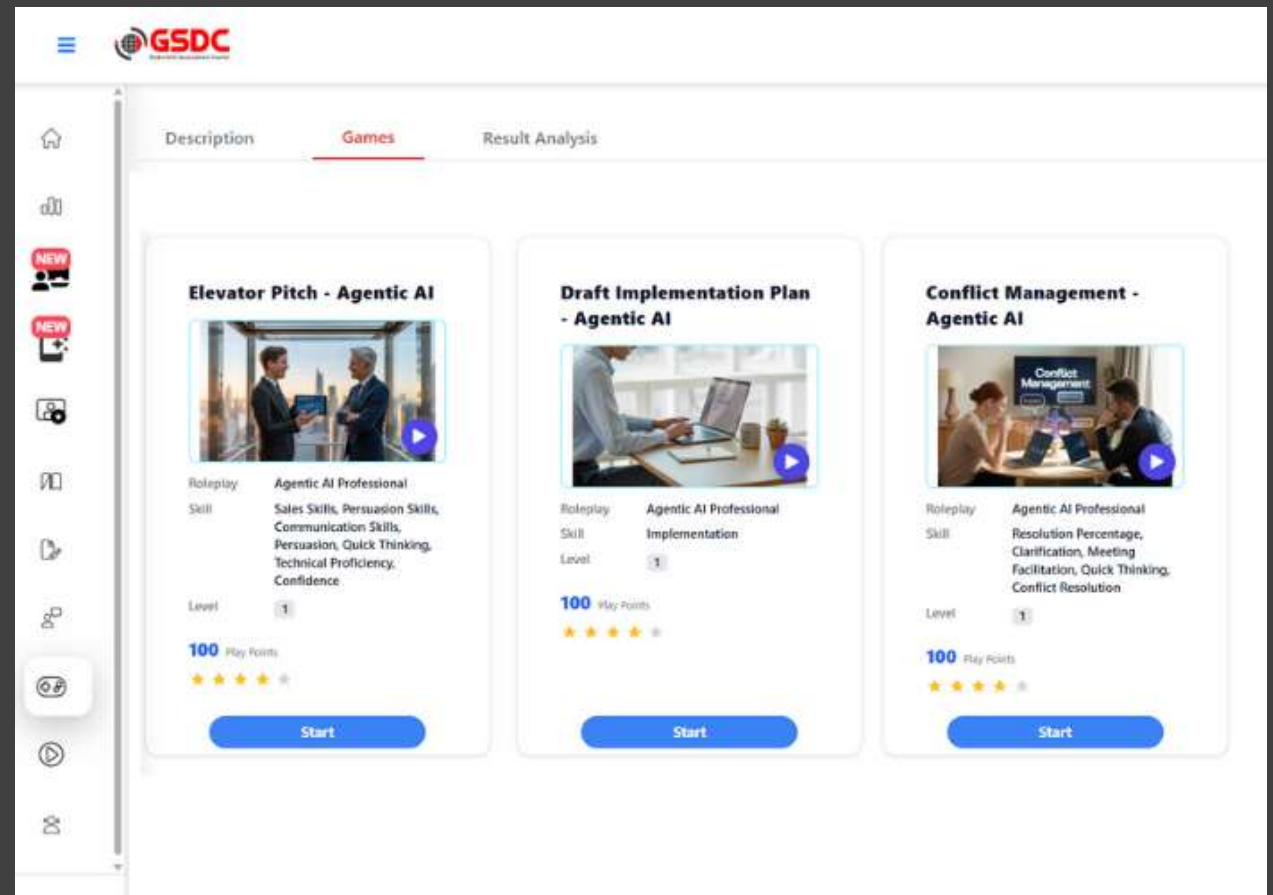 GSDC
Description
Games
Result Analysis
NEW
NEW
Elevator Pitch - Agentic AI
Roleplay
Agentic AI Professional
Skill
Sales Skills, Persuasion Skills,
Communication Skills,
Persuasion, Quick Thinking,
Technical Proficiency,
Confidence
Level
1
100 Play Points
Start
Draft Implementation Plan
- Agentic AI
Roleplay
Agentic AI Professional
Skill
Implementation
Level
1
100 Play Points
Start
Conflict Management -
Agentic AI
Conflict
Management
Roleplay
Agentic AI Professional
Skill
Resolution Percentage,
Clarification, Meeting
Facilitation, Quick Thinking,
Conflict Resolution
Level
1
100 Play Points
Start